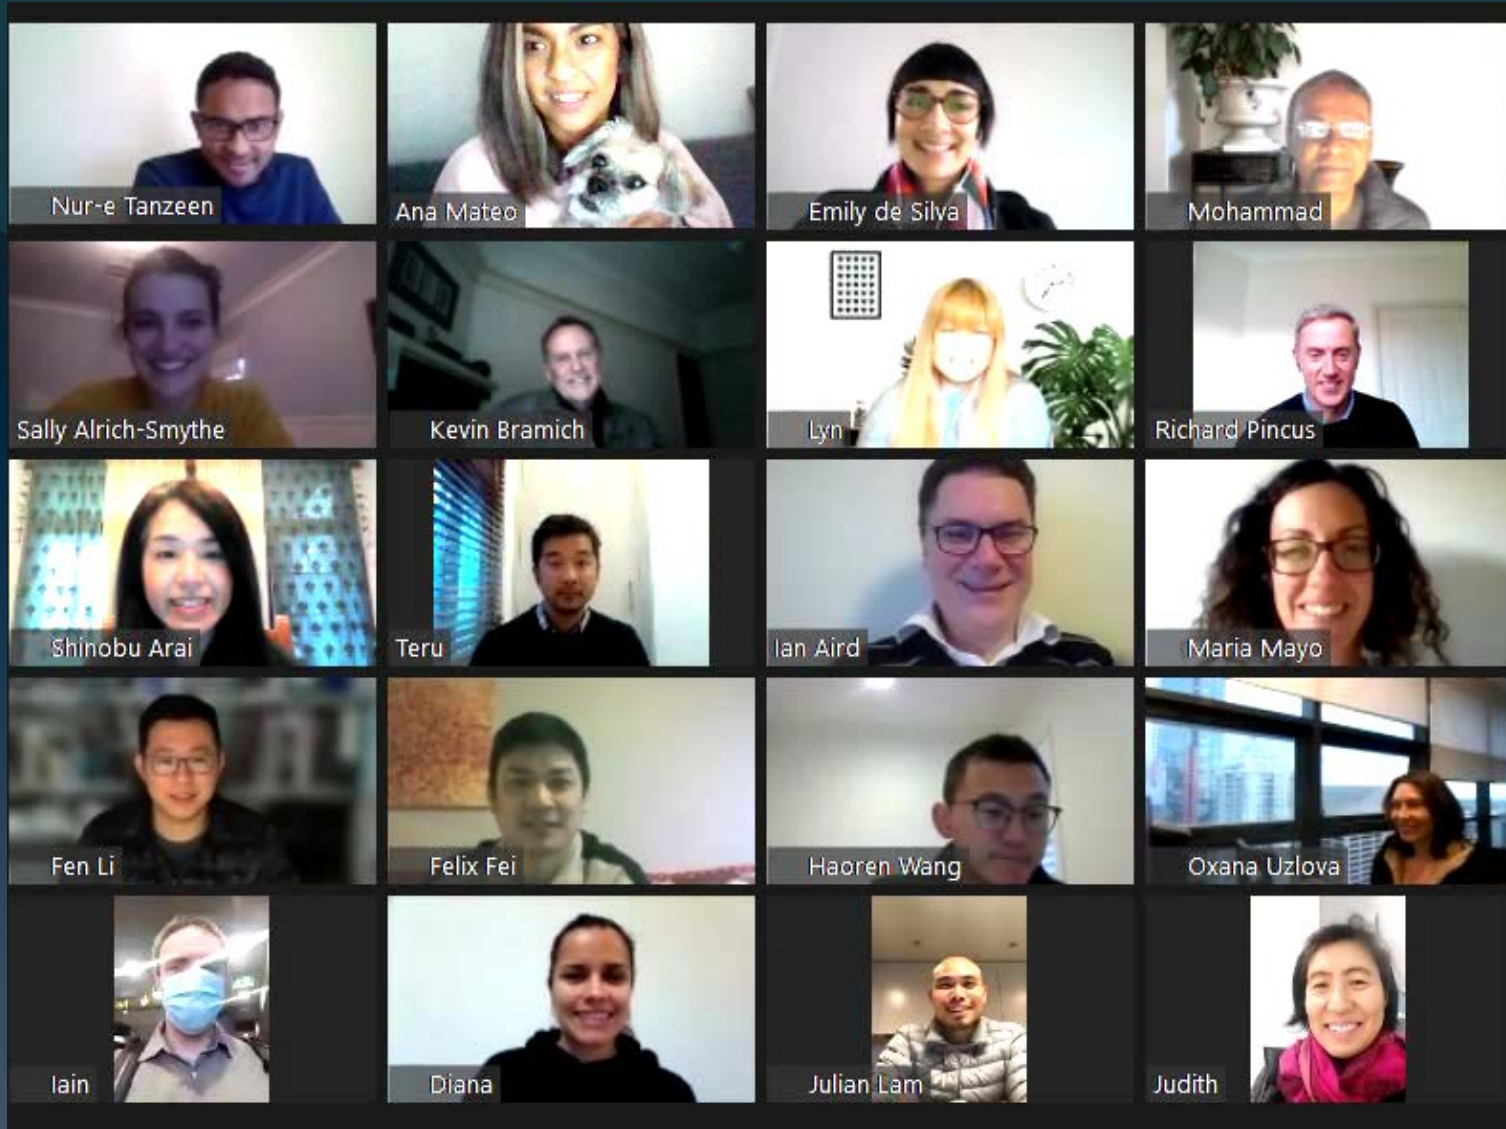 Nur-e Tanzeen
Ana Mateo
Emily de Silva
Mohammad
Sally Alrich-Smythe
Kevin Bramich
Lyn
Richard Pincus
Shinobu Arai
Teru
Ian Aird
Maria Mayo
Fen Li
Felix Fei
Haoren Wang
Oxana Uzlova
Iain
Diana
Julian Lam
Judith